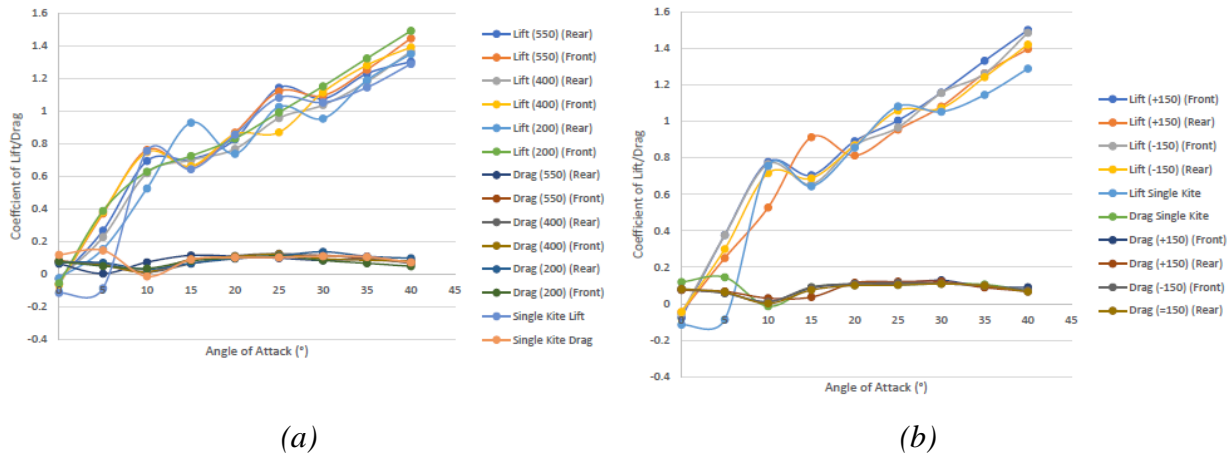 1.6
1.4
1.2
1
0.8
0.6
0.4
0.2
0
-0.2
-0.4
Coefficient of Lift/Drag
0 5 10 15 20 25 30 35 40 45
Angle of Attack (°)
Lift (550) (Rear)
Lift (550) (Front)
Lift (400) (Rear)
Lift (400) (Front)
Lift (200) (Rear)
Lift (200) (Front)
Drag (550) (Rear)
Drag (550) (Front)
Drag (400) (Rear)
Drag (400) (Front)
Drag (200) (Rear)
Drag (200) (Front)
Single Kite Lift
Single Kite Drag
(a)
1.6
1.4
1.2
1
0.8
0.6
0.4
0.2
0
-0.2
-0.4
Coefficient of Lift/Drag
0 5 10 15 20 25 30 35 40 45
Angle of Attack (°)
Lift (+150) (Front)
Lift (+150) (Rear)
Lift (-150) (Front)
Lift (-150) (Rear)
Lift Single Kite
Drag Single Kite
Drag (+150) (Front)
Drag (+150) (Rear)
Drag (-150) (Front)
Drag (=150) (Rear)
(b)